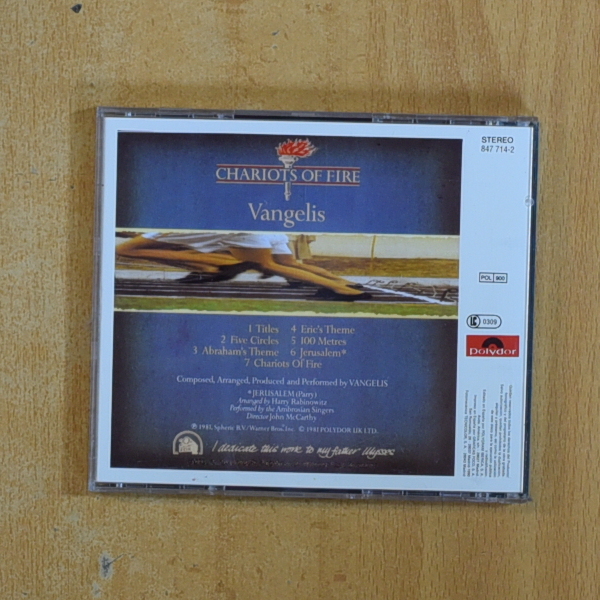 STEREO
847 714-2
CHARIOTS OF FIRE
Vangelis
POL 900
0309
polydor
1 Titles
2 Five Circles
3 Abraham's Theme
4 Eric's Theme
5 100 Metres
6 Jerusalem*
7 Chariots Of Fire
Composed, Arranged, Produced and Performed by VANGELIS
*JERUSALEM (Parry)
Arranged by Harry Rabinowitz
Performed by the Ambrosian Singers
Director John McCarthy
℗ 1981, Spheric B.V./Warner Bros. Inc. © 1981 POLYDOR UK LTD.
I dedicate this work to my father Ulysses